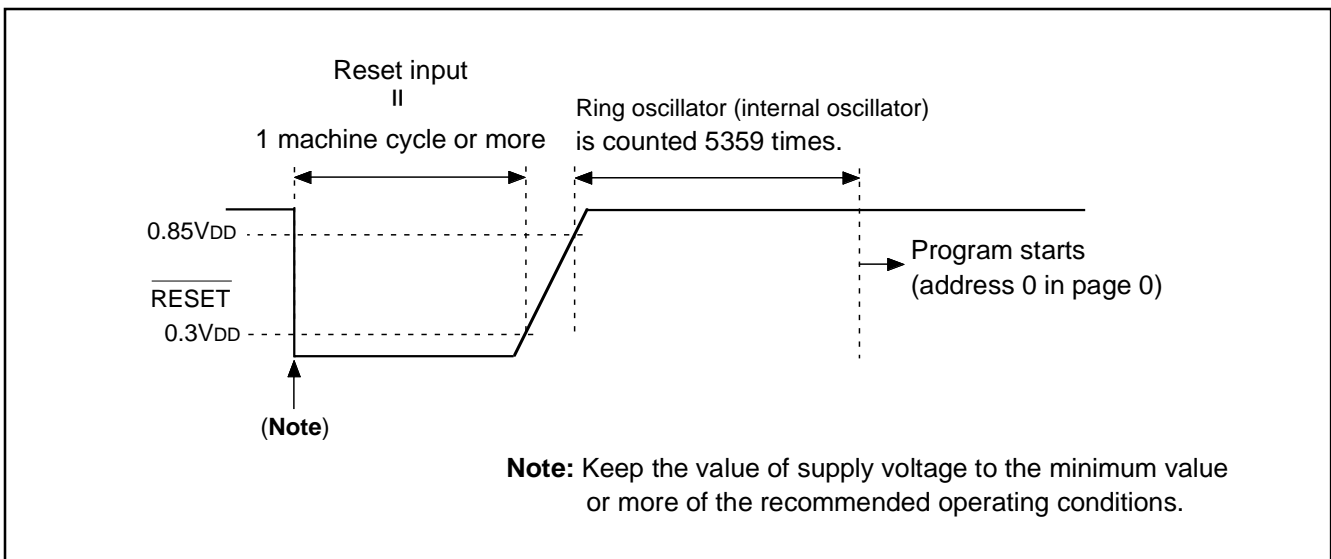 Reset input
=
1 machine cycle or more
Ring oscillator (internal oscillator)
is counted 5359 times.
0.85VDD
RESET
0.3VDD
Program starts
(address 0 in page 0)
(Note)
Note: Keep the value of supply voltage to the minimum value
or more of the recommended operating conditions.